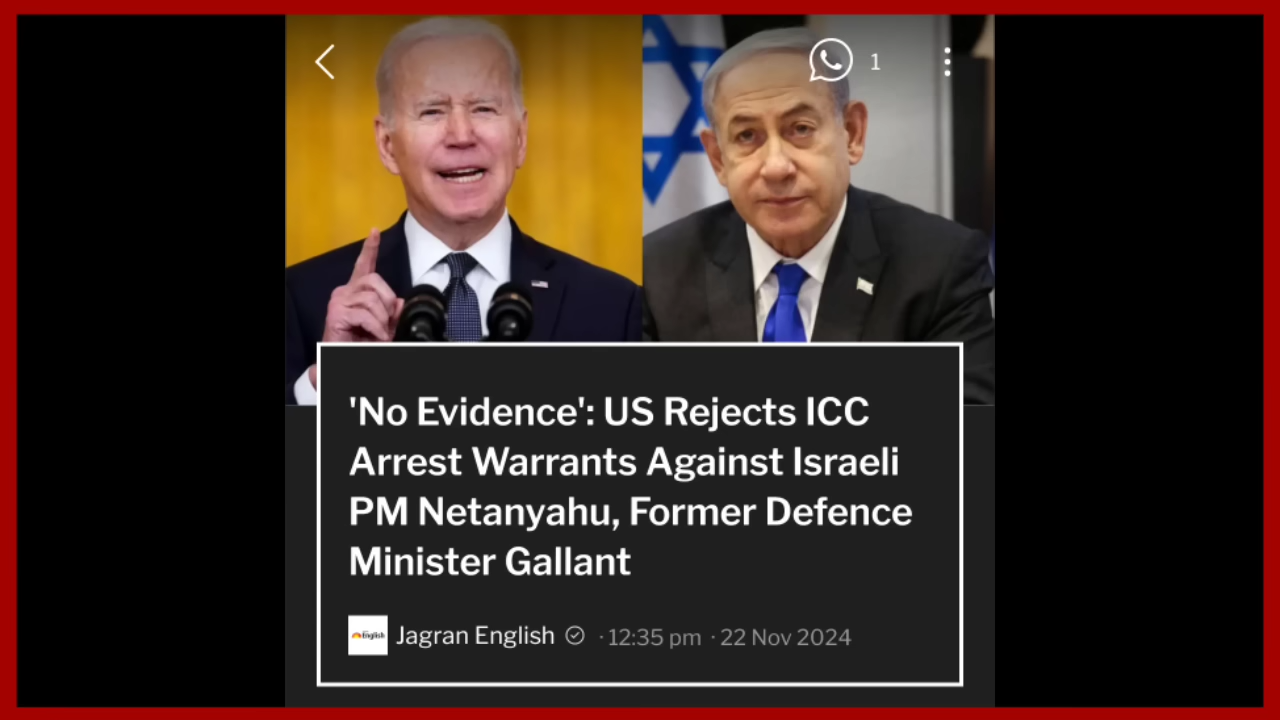 1
'No Evidence': US Rejects ICC
Arrest Warrants Against Israeli
PM Netanyahu, Former Defence
Minister Gallant
English
Jagran English · 12:35 pm · 22 Nov 2024